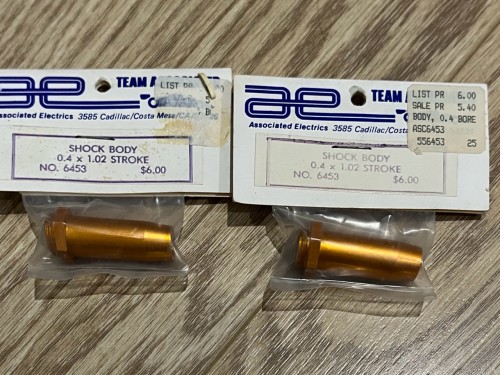 TEAM
LIST
ae
Associated Electrics 3585 Cadillac/Costa Mesa/CA
SHOCK BODY
0.4 x 1.02 STROKE
NO. 6453 $6.00
ae
LIST PR 6.00
SALE PR 5.40
BODY, 0.4 BORE
ASC6453
556453 25
Associated Electrics 3585 Cadillac/Costa
SHOCK BODY
0.4 x 1.02 STROKE
NO. 6453 $6.00